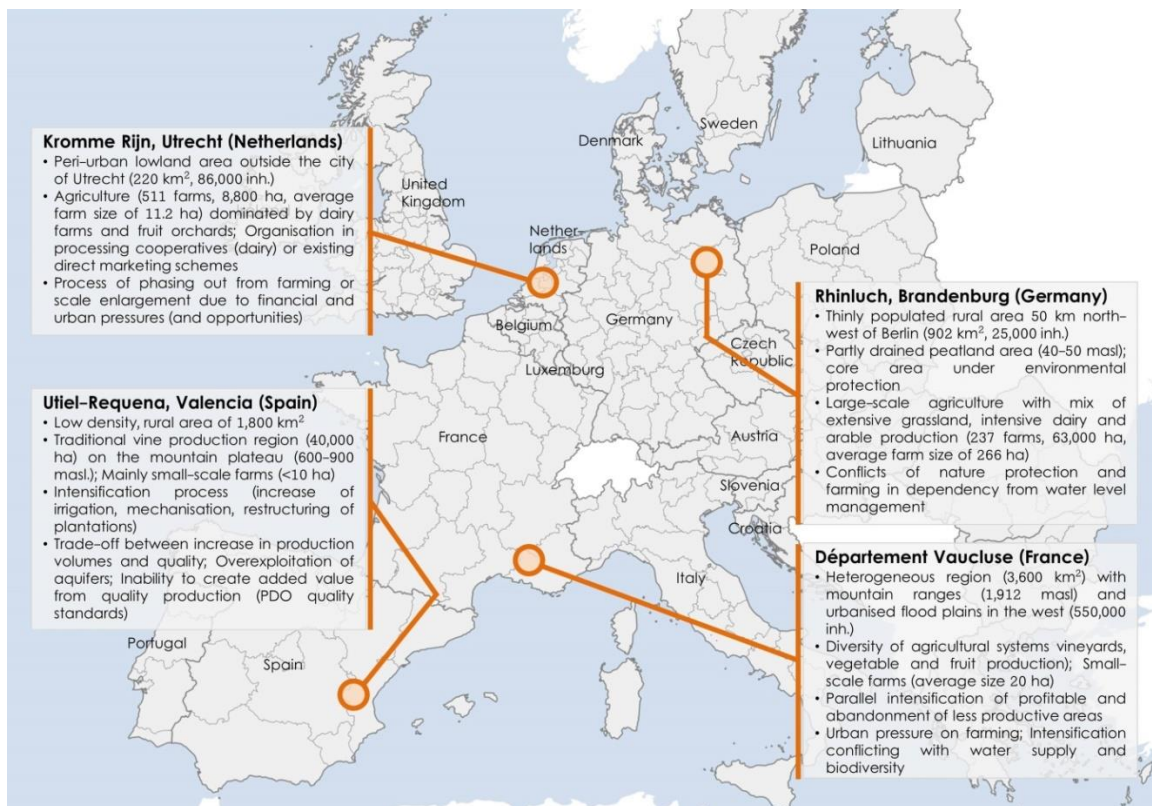 Sweden
Denmark
Lithuania
United
Kingdom
Nether-
lands
Poland
Belgium
Germany
Czech
Republic
Luxemburg
France
Austria
Slovenia
Croatia
Italy
Portugal
Spain
Kromme Rijn, Utrecht (Netherlands)
• Peri-urban lowland area outside the city
of Utrecht (220 km², 86,000 inh.)
• Agriculture (511 farms, 8,800 ha, average
farm size of 11.2 ha) dominated by dairy
farms and fruit orchards; Organisation in
processing cooperatives (dairy) or existing
direct marketing schemes
• Process of phasing out from farming or
scale enlargement due to financial and
urban pressures (and opportunities)
Utiel-Requena, Valencia (Spain)
• Low density, rural area of 1,800 km²
• Traditional vine production region (40,000
ha) on the mountain plateau (600-900
masl.); Mainly small-scale farms (<10 ha)
• Intensification process (increase of
irrigation, mechanisation, restructuring of
plantations)
• Trade-off between increase in production
volumes and quality; Overexploitation of
aquifers; Inability to create added value
from quality production (PDO quality
standards)
Rhinluch, Brandenburg (Germany)
• Thinly populated rural area 50 km north-
west of Berlin (902 km², 25,000 inh.)
• Partly drained peatland area (40-50 masl);
core area under environmental
protection
• Large-scale agriculture with mix of
extensive grassland, intensive dairy and
arable production (237 farms, 63,000 ha,
average farm size of 266 ha)
• Conflicts of nature protection and
farming in dependency from water level
management
Département Vaucluse (France)
• Heterogeneous region (3,600 km²) with
mountain ranges (1,912 masl) and
urbanised flood plains in the west (550,000
inh.)
• Diversity of agricultural systems vineyards,
vegetable and fruit production); Small-
scale farms (average size 20 ha)
• Parallel intensification of profitable and
abandonment of less productive areas
• Urban pressure on farming; Intensification
conflicting with water supply and
biodiversity